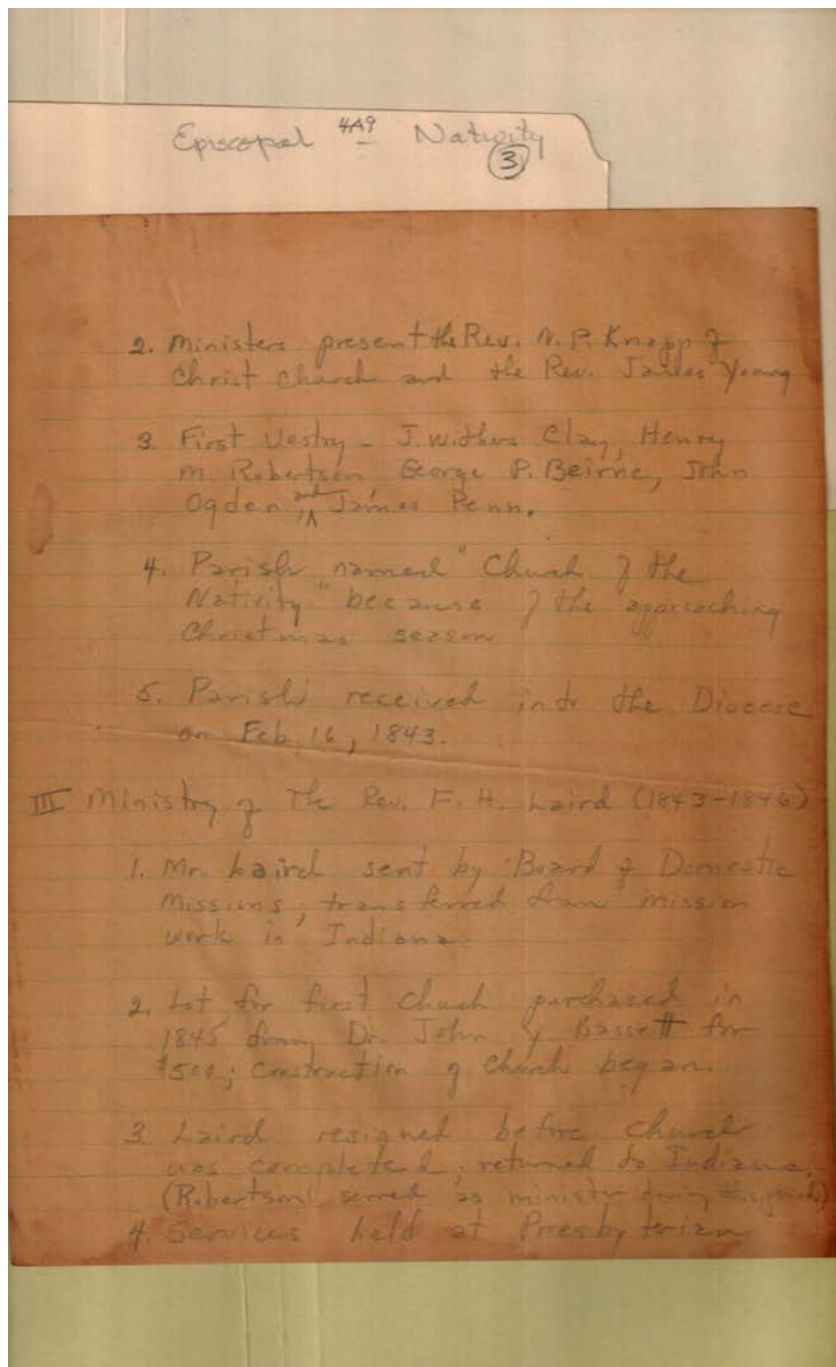 Episcopal 4A9 Nativity
3
2. Ministers present the Rev. N. P. Knapp of
Christ Church and the Rev. James Young
3 First Vestry - J. Withers Clay, Henry
M. Robertson, George P. Beirne, John
Ogden, and James Penn.
4. Parish named "Church of the
Nativity" because of the approaching
Christmas season
5. Parish received into the Diocese
on Feb. 16, 1843.
III Ministry of The Rev. F. H. Laird (1843-1846)
1. Mr. Laird sent by Board of Domestic
Missions; transferred from mission
work in Indiana.
2. Lot for first church purchased in
1845 from Dr. John Y Bassett for
$500; construction of church began.
3 Laird resigned before church
was completed; returned to Indiana.
(Robertson served as minister during this period)
4. Services held at Presbyterian